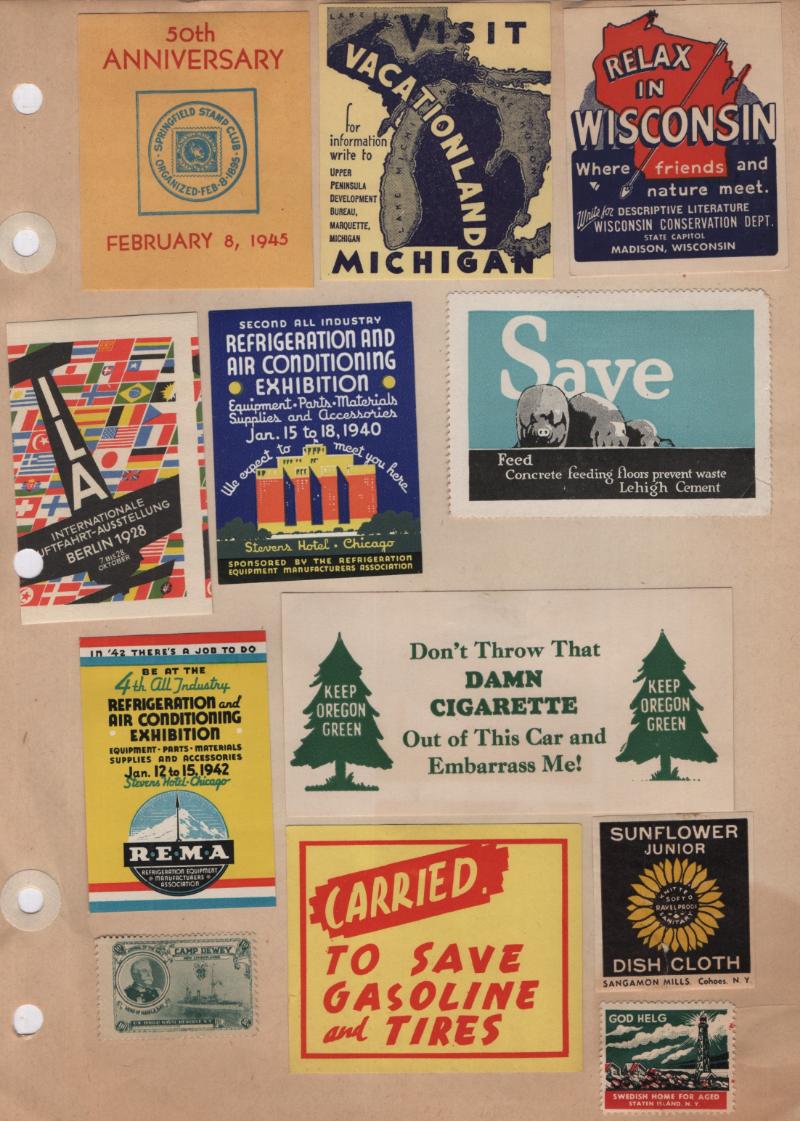 50th
ANNIVERSARY
SPRINGFIELD STAMP CLUB
ORGANIZED-FEB-8-1895
FEBRUARY 8, 1945
VISIT
VACATIONLAND
for
information
write to
UPPER
PENINSULA
DEVELOPMENT
BUREAU,
MARQUETTE,
MICHIGAN
LAKE MICH
MICHIGAN
RELAX
IN
WISCONSIN
Where friends and
nature meet.
Write for DESCRIPTIVE LITERATURE
WISCONSIN CONSERVATION DEPT.
STATE CAPITOL
MADISON, WISCONSIN
ILA
INTERNATIONALE
UFTFAHRT-AUSSTELLUNG
BERLIN 1928
7 BIS 28.
OKTOBER
SECOND ALL INDUSTRY
REFRIGERATION AND
AIR CONDITIONING
EXHIBITION
Equipment·Parts·Materials
Supplies and Accessories
Jan. 15 to 18, 1940
We expect to meet you here
Stevens Hotel · Chicago
SPONSORED BY THE REFRIGERATION
EQUIPMENT MANUFACTURERS ASSOCIATION
Save
Feed
Concrete feeding floors prevent waste
Lehigh Cement
IN '42 THERE'S A JOB TO DO
BE AT THE
4th All Industry
REFRIGERATION and
AIR CONDITIONING
EXHIBITION
EQUIPMENT · PARTS · MATERIALS
SUPPLIES AND ACCESSORIES
Jan. 12 to 15, 1942
Stevens Hotel-Chicago
R·E·M·A
REFRIGERATION EQUIPMENT
MANUFACTURERS
ASSOCIATION
KEEP
OREGON
GREEN
Don't Throw That
DAMN
CIGARETTE
Out of This Car and
Embarrass Me!
KEEP
OREGON
GREEN
CARRIED
TO SAVE
GASOLINE
and TIRES
SUNFLOWER
JUNIOR
KNITTED
SOFT
RAVELPROOF
SANITARY
DISH CLOTH
SANGAMON MILLS Cohoes, N.Y.
CAMP DEWEY
GOD HELG
SWEDISH HOME FOR AGED
STATEN ISLAND, N.Y.